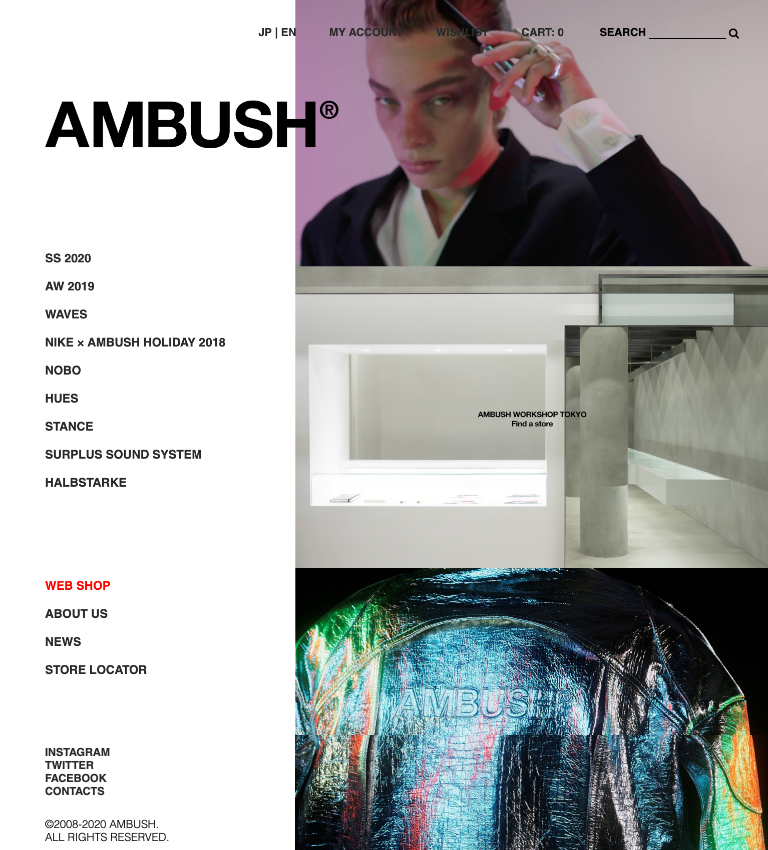 JP | EN MY ACCOUNT WISHLIST CART: 0 SEARCH
AMBUSH®
SS 2020
AW 2019
WAVES
NIKE × AMBUSH HOLIDAY 2018
NOBO
HUES
STANCE
SURPLUS SOUND SYSTEM
HALBSTARKE
AMBUSH WORKSHOP TOKYO
Find a store
WEB SHOP
ABOUT US
NEWS
STORE LOCATOR
AMBUSH
INSTAGRAM
TWITTER
FACEBOOK
CONTACTS
©2008-2020 AMBUSH.
ALL RIGHTS RESERVED.